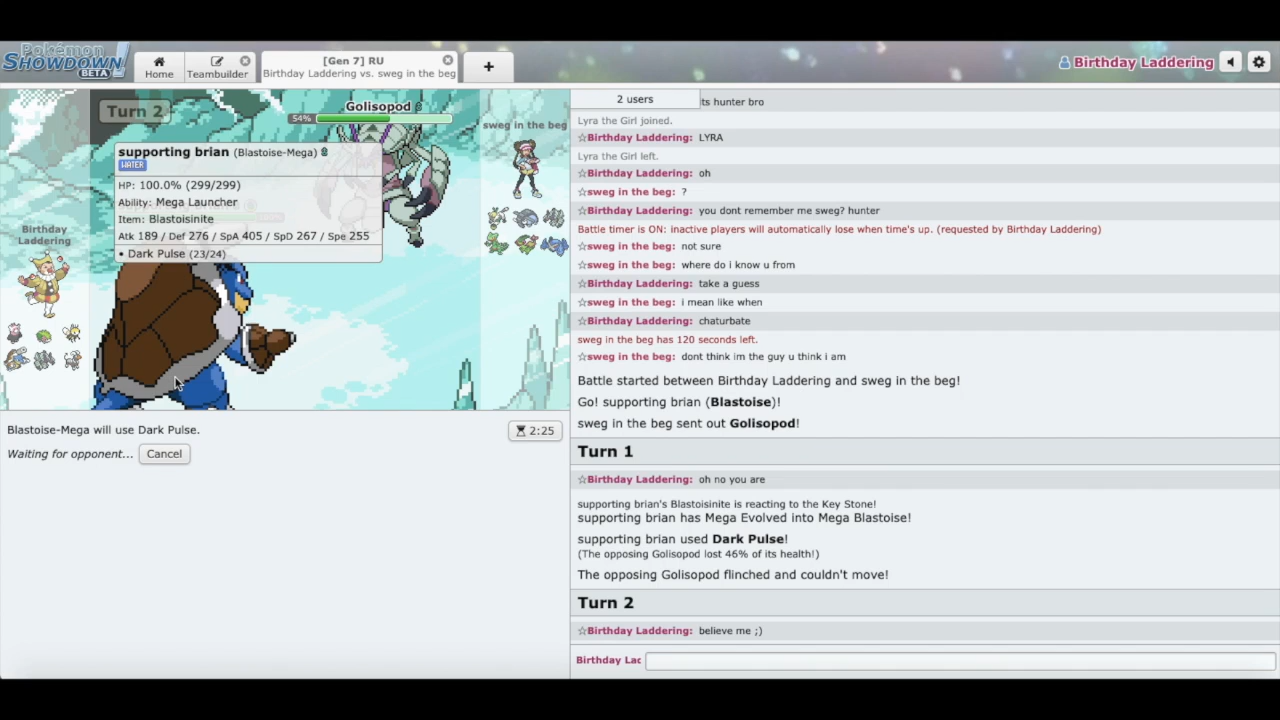 Pokémon
SHOWDOWN!
BETA
Home
Teambuilder
[Gen 7] RU
Birthday Laddering vs. sweg in the beg
+
Birthday Laddering
Turn 2
Golisopod
54%
sweg in the beg
supporting brian (Blastoise-Mega)
WATER
HP: 100.0% (299/299)
Ability: Mega Launcher
Item: Blastoisinite
Atk 189 / Def 276 / SpA 405 / SpD 267 / Spe 255
• Dark Pulse (23/24)
Birthday
Laddering
Blastoise-Mega will use Dark Pulse.
2:25
Waiting for opponent...
Cancel
2 users
its hunter bro
Lyra the Girl joined.
☆Birthday Laddering: LYRA
Lyra the Girl left.
☆Birthday Laddering: oh
☆sweg in the beg: ?
☆Birthday Laddering: you dont remember me sweg? hunter
Battle timer is ON: inactive players will automatically lose when time's up. (requested by Birthday Laddering)
☆sweg in the beg: not sure
☆sweg in the beg: where do i know u from
☆Birthday Laddering: take a guess
☆sweg in the beg: i mean like when
☆Birthday Laddering: chaturbate
sweg in the beg has 120 seconds left.
☆sweg in the beg: dont think im the guy u think i am
Battle started between Birthday Laddering and sweg in the beg!
Go! supporting brian (Blastoise)!
sweg in the beg sent out Golisopod!
Turn 1
☆Birthday Laddering: oh no you are
supporting brian's Blastoisinite is reacting to the Key Stone!
supporting brian has Mega Evolved into Mega Blastoise!
supporting brian used Dark Pulse!
(The opposing Golisopod lost 46% of its health!)
The opposing Golisopod flinched and couldn't move!
Turn 2
☆Birthday Laddering: believe me ;)
Birthday Lac